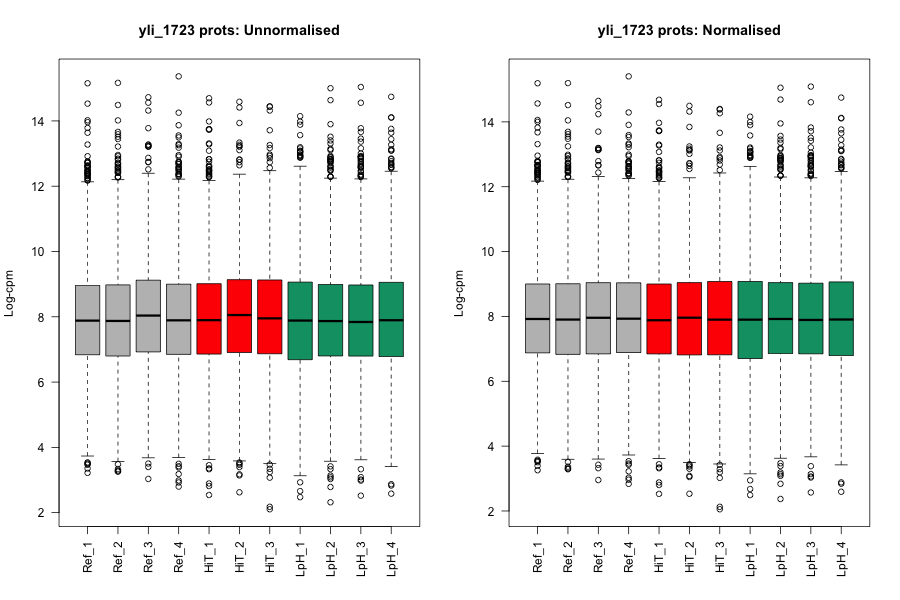 yli_1723 prots: Unnormalised
Log-cpm
14
12
10
8
6
4
2
Ref_1
Ref_2
Ref_3
Ref_4
HiT_1
HiT_2
HiT_3
LpH_1
LpH_2
LpH_3
LpH_4
yli_1723 prots: Normalised
Log-cpm
14
12
10
8
6
4
2
Ref_1
Ref_2
Ref_3
Ref_4
HiT_1
HiT_2
HiT_3
LpH_1
LpH_2
LpH_3
LpH_4